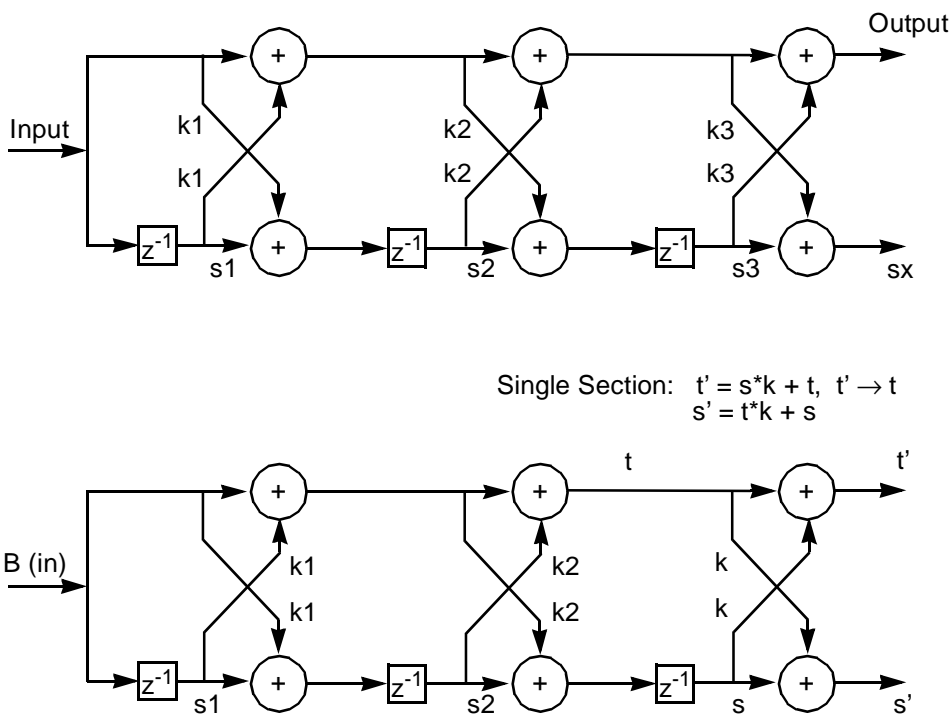 Output
+ + +
Input
k1 k2 k3
k1 k2 k3
z-1 + z-1 + z-1 +
s1 s2 s3 sx
Single Section: t’ = s*k + t, t’ → t
s’ = t*k + s
t t’
+ + +
B (in)
k1 k2 k
k1 k2 k
z-1 + z-1 + z-1 +
s1 s2 s s’